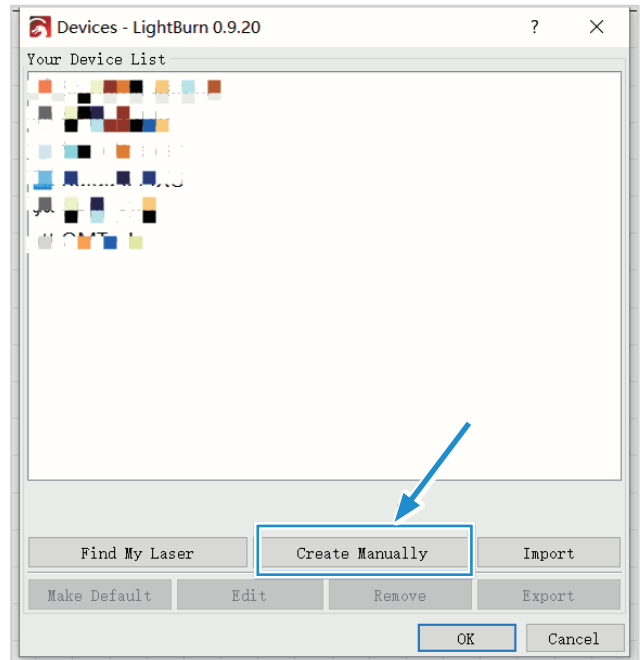 Devices - LightBurn 0.9.20 ? ×
Your Device List
Find My Laser Create Manually Import
Make Default Edit Remove Export
OK Cancel